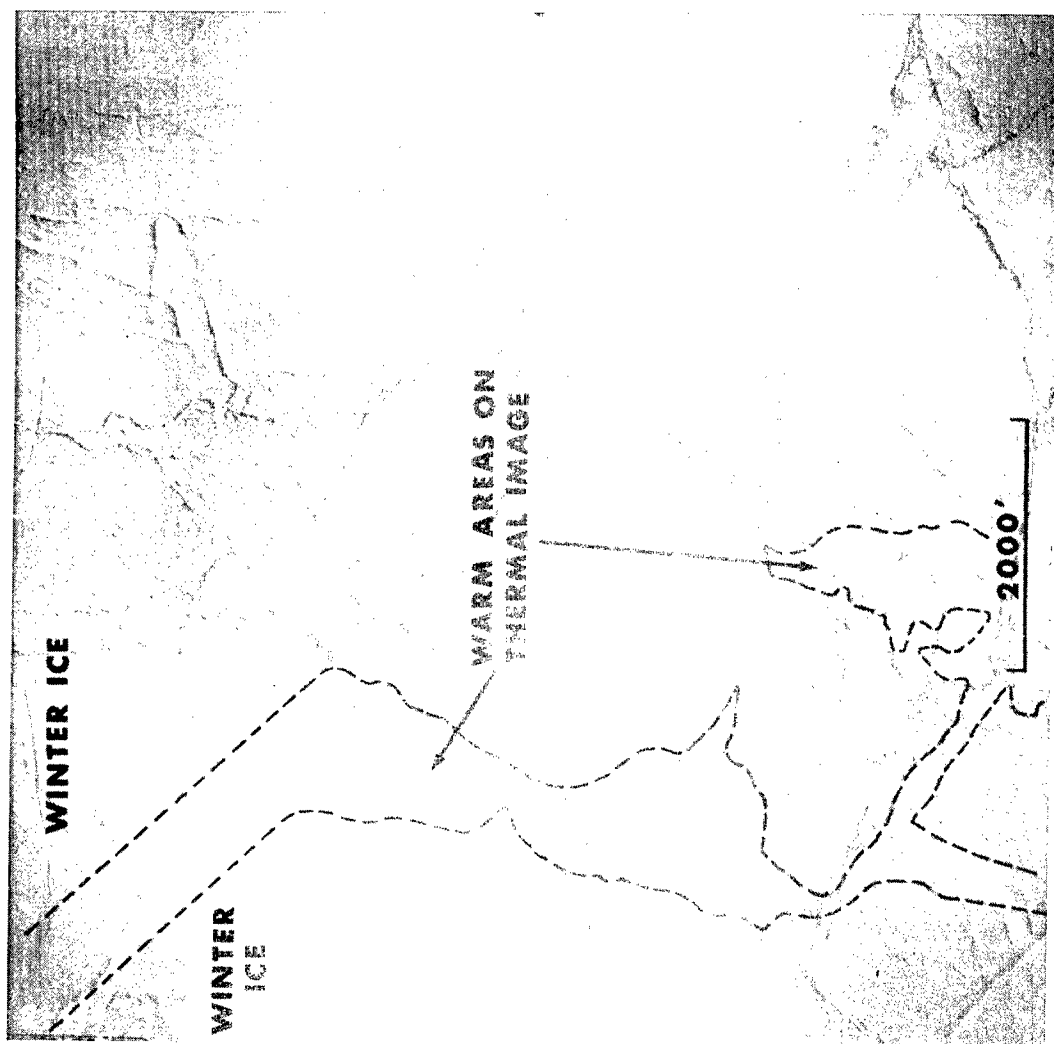 WINTER ICE
WINTER
ICE
WARM AREAS ON
THERMAL IMAGE
2000'